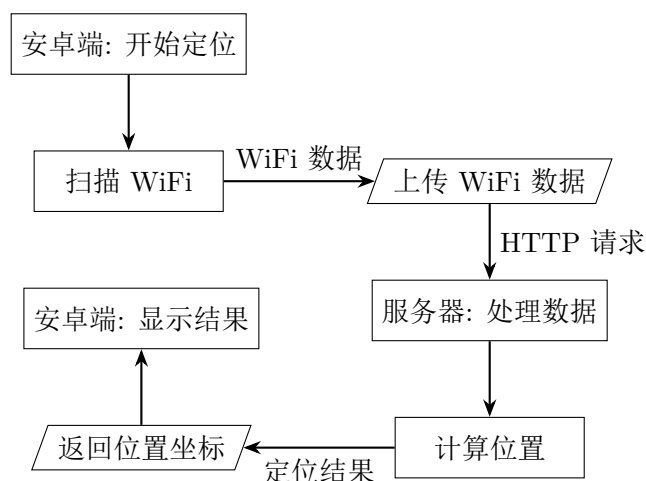 安卓端: 开始定位
扫描 WiFi
WiFi 数据
上传 WiFi 数据
HTTP 请求
服务器: 处理数据
计算位置
定位结果
返回位置坐标
安卓端: 显示结果